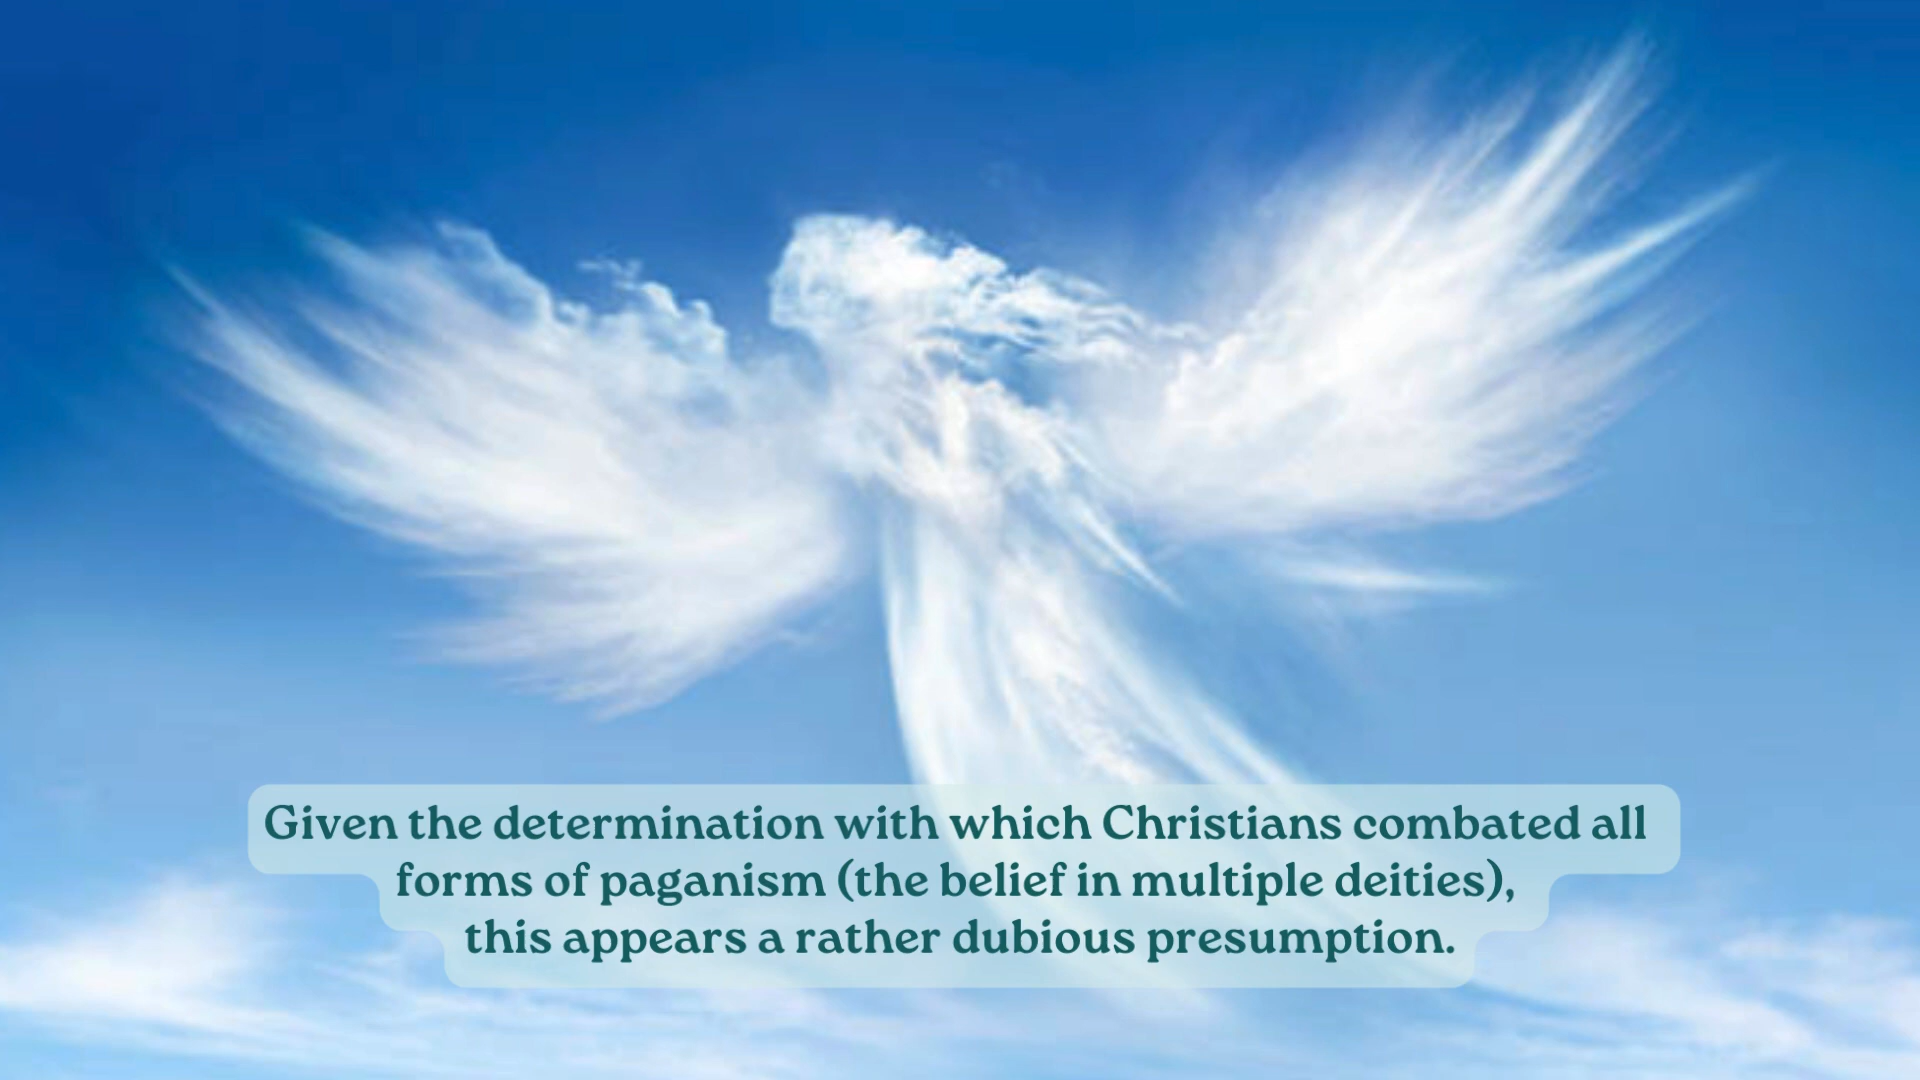 Given the determination with which Christians combated all
forms of paganism (the belief in multiple deities),
this appears a rather dubious presumption.